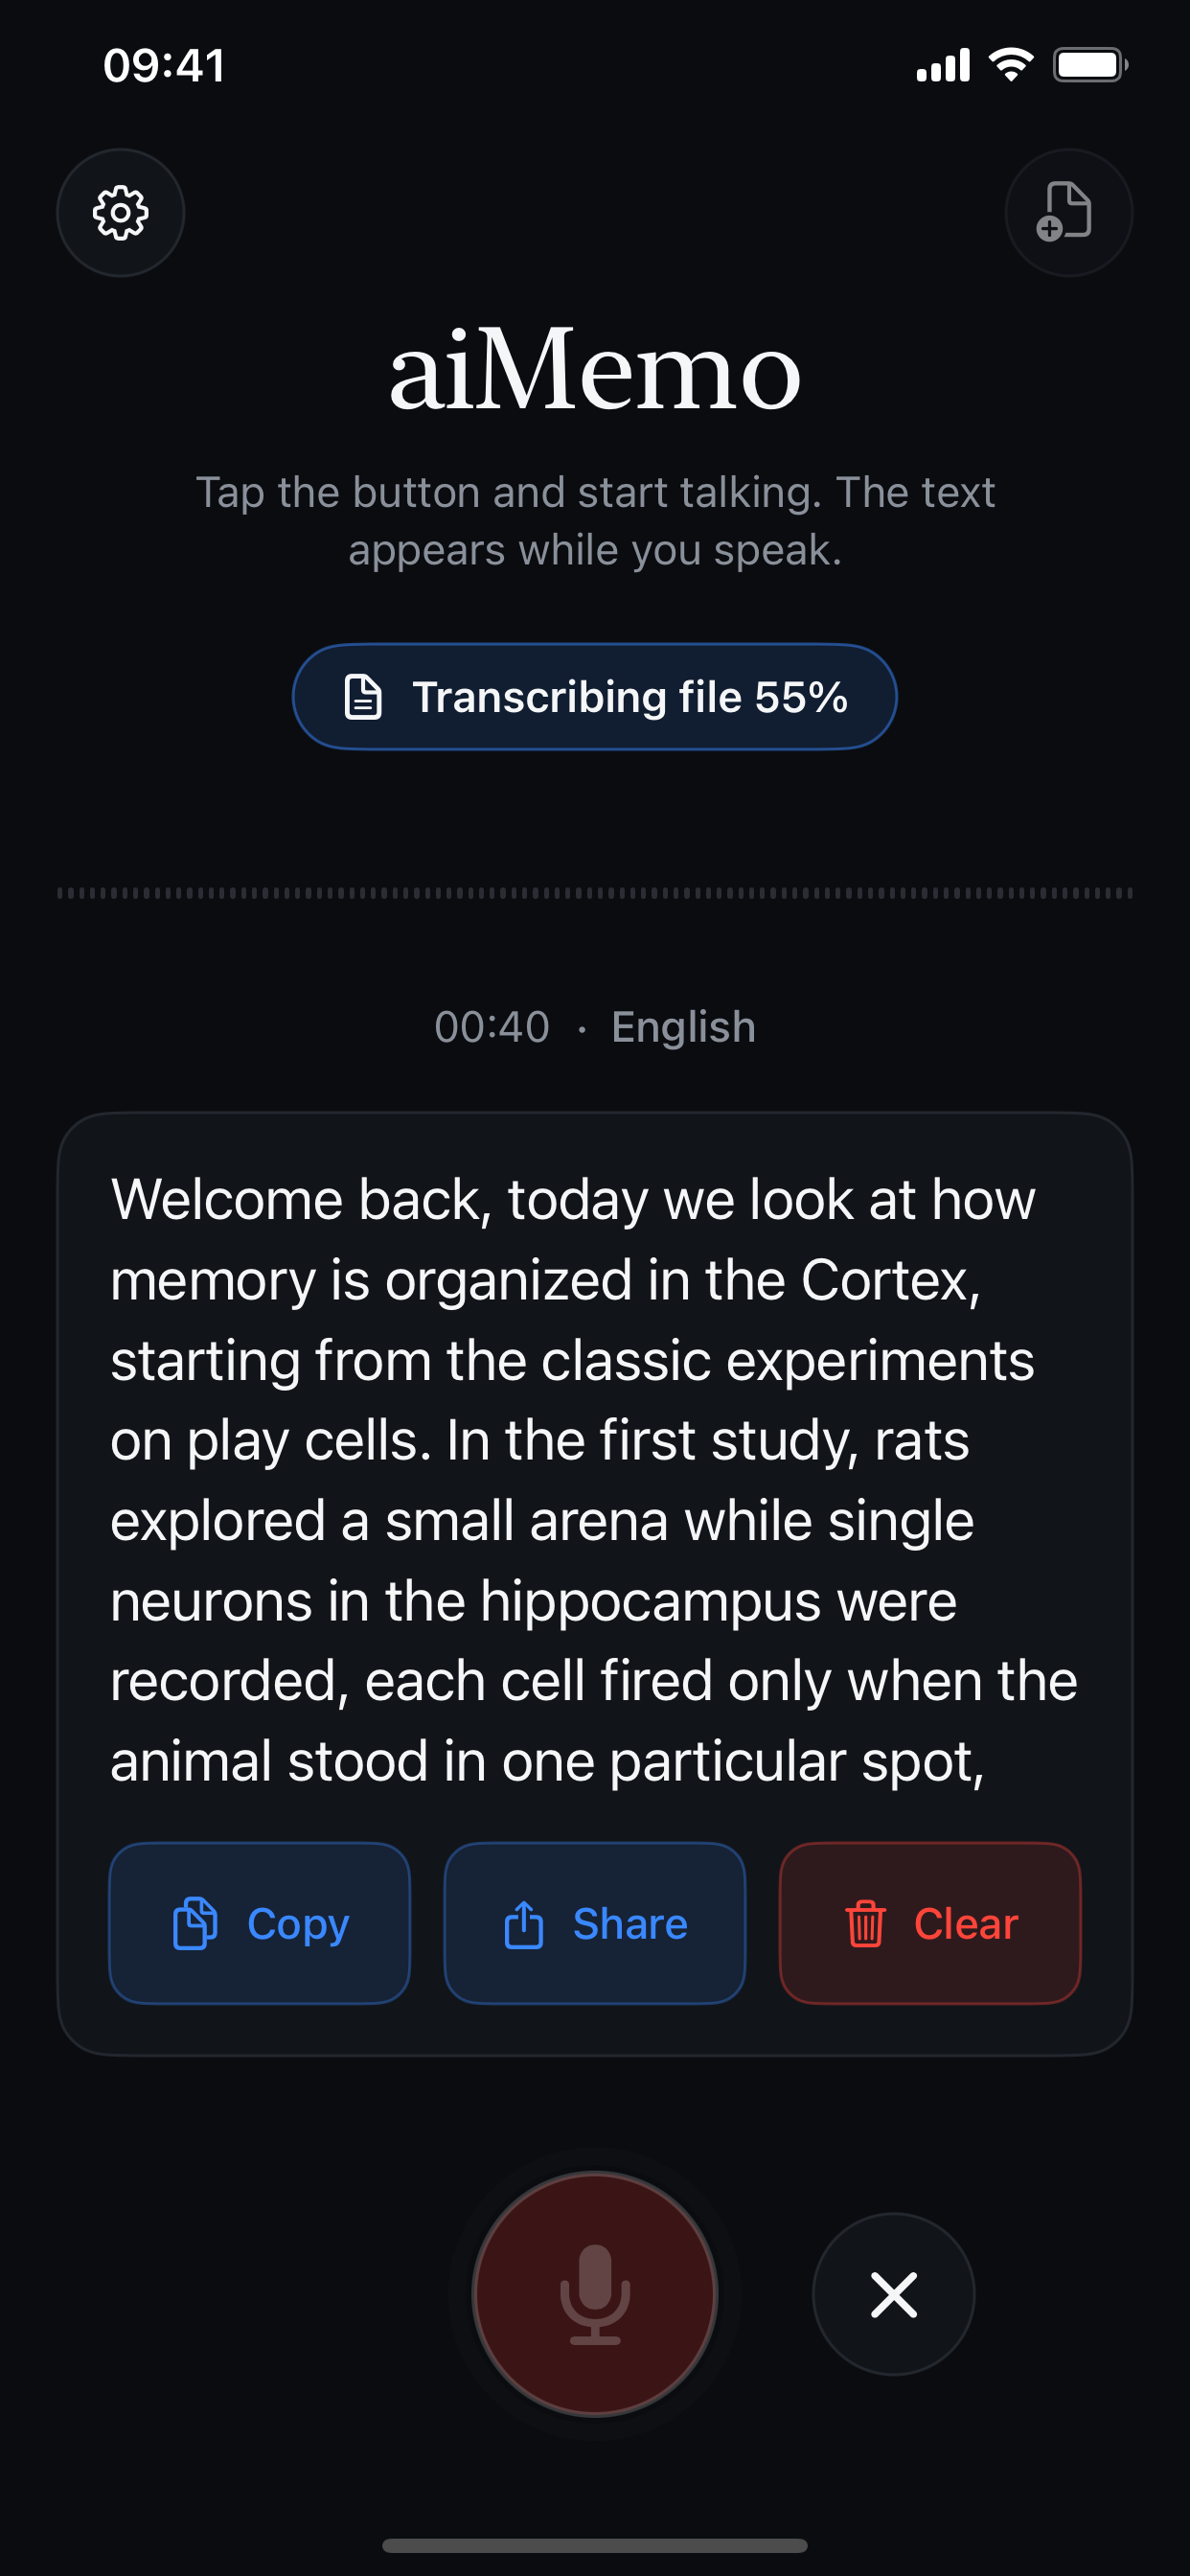 09:41
aiMemo
Tap the button and start talking. The text
appears while you speak.
Transcribing file 55%
00:40 · English
Welcome back, today we look at how
memory is organized in the Cortex,
starting from the classic experiments
on play cells. In the first study, rats
explored a small arena while single
neurons in the hippocampus were
recorded, each cell fired only when the
animal stood in one particular spot,
Copy
Share
Clear